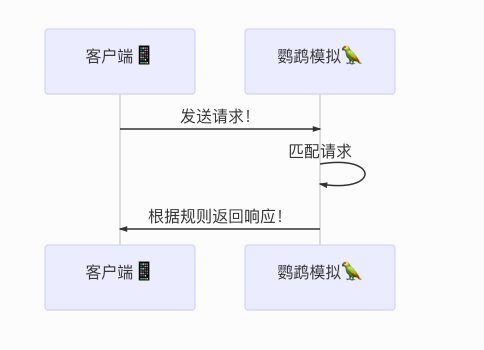 客户端📱
鹦鹉模拟🦜
发送请求！
匹配请求
根据规则返回响应！
客户端📱
鹦鹉模拟🦜